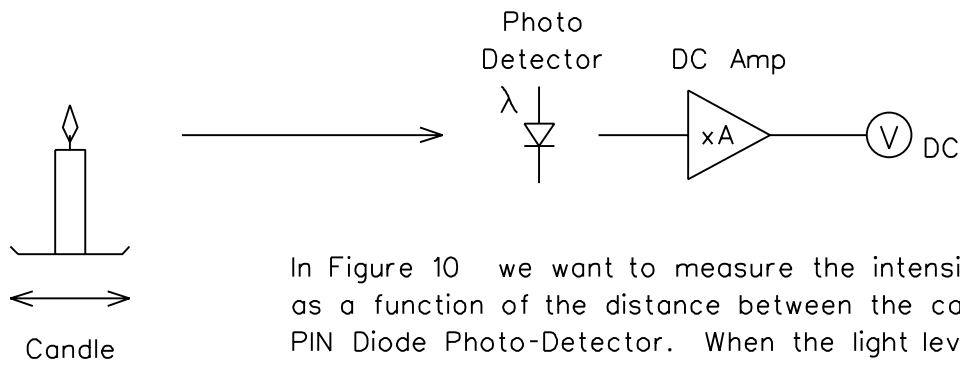 Photo
Detector
DC Amp
λ
xA
V
DC
In Figure 10 we want to measure the intensi
as a function of the distance between the ca
PIN Diode Photo-Detector. When the light lev
Candle